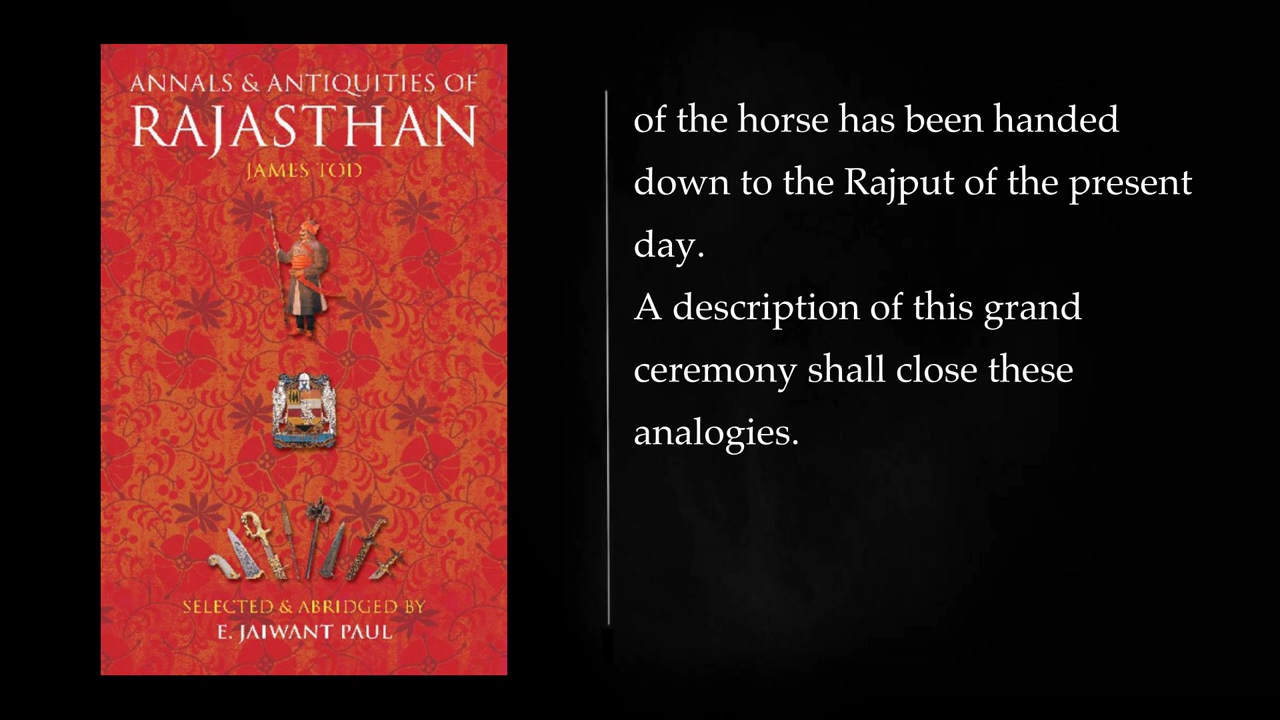 ANNALS & ANTIQUITIES OF
RAJASTHAN
JAMES TOD
SELECTED & ABRIDGED BY
E. JAIWANT PAUL
of the horse has been handed
down to the Rajput of the present
day.
A description of this grand
ceremony shall close these
analogies.